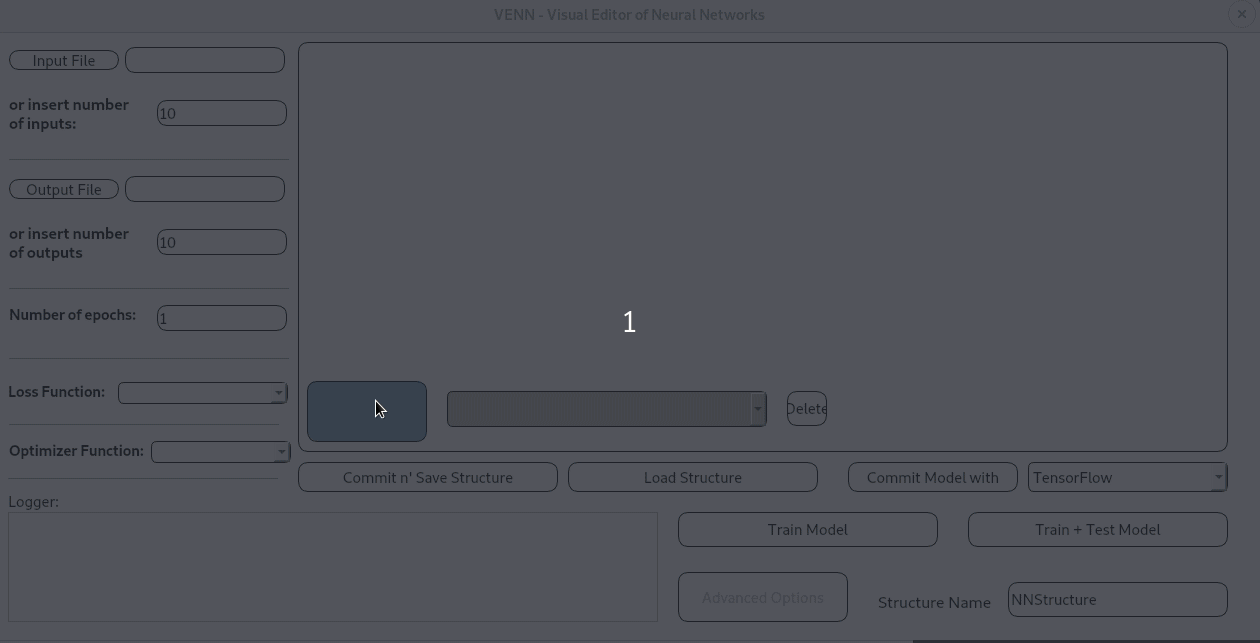 VENN - Visual Editor of Neural Networks
Input File
or insert number
of inputs:
10
Output File
or insert number
of outputs
10
Number of epochs:
1
Loss Function:
Optimizer Function:
1
Delete
Commit n' Save Structure
Load Structure
Commit Model with
TensorFlow
Logger:
Train Model
Train + Test Model
Advanced Options
Structure Name
NNStructure